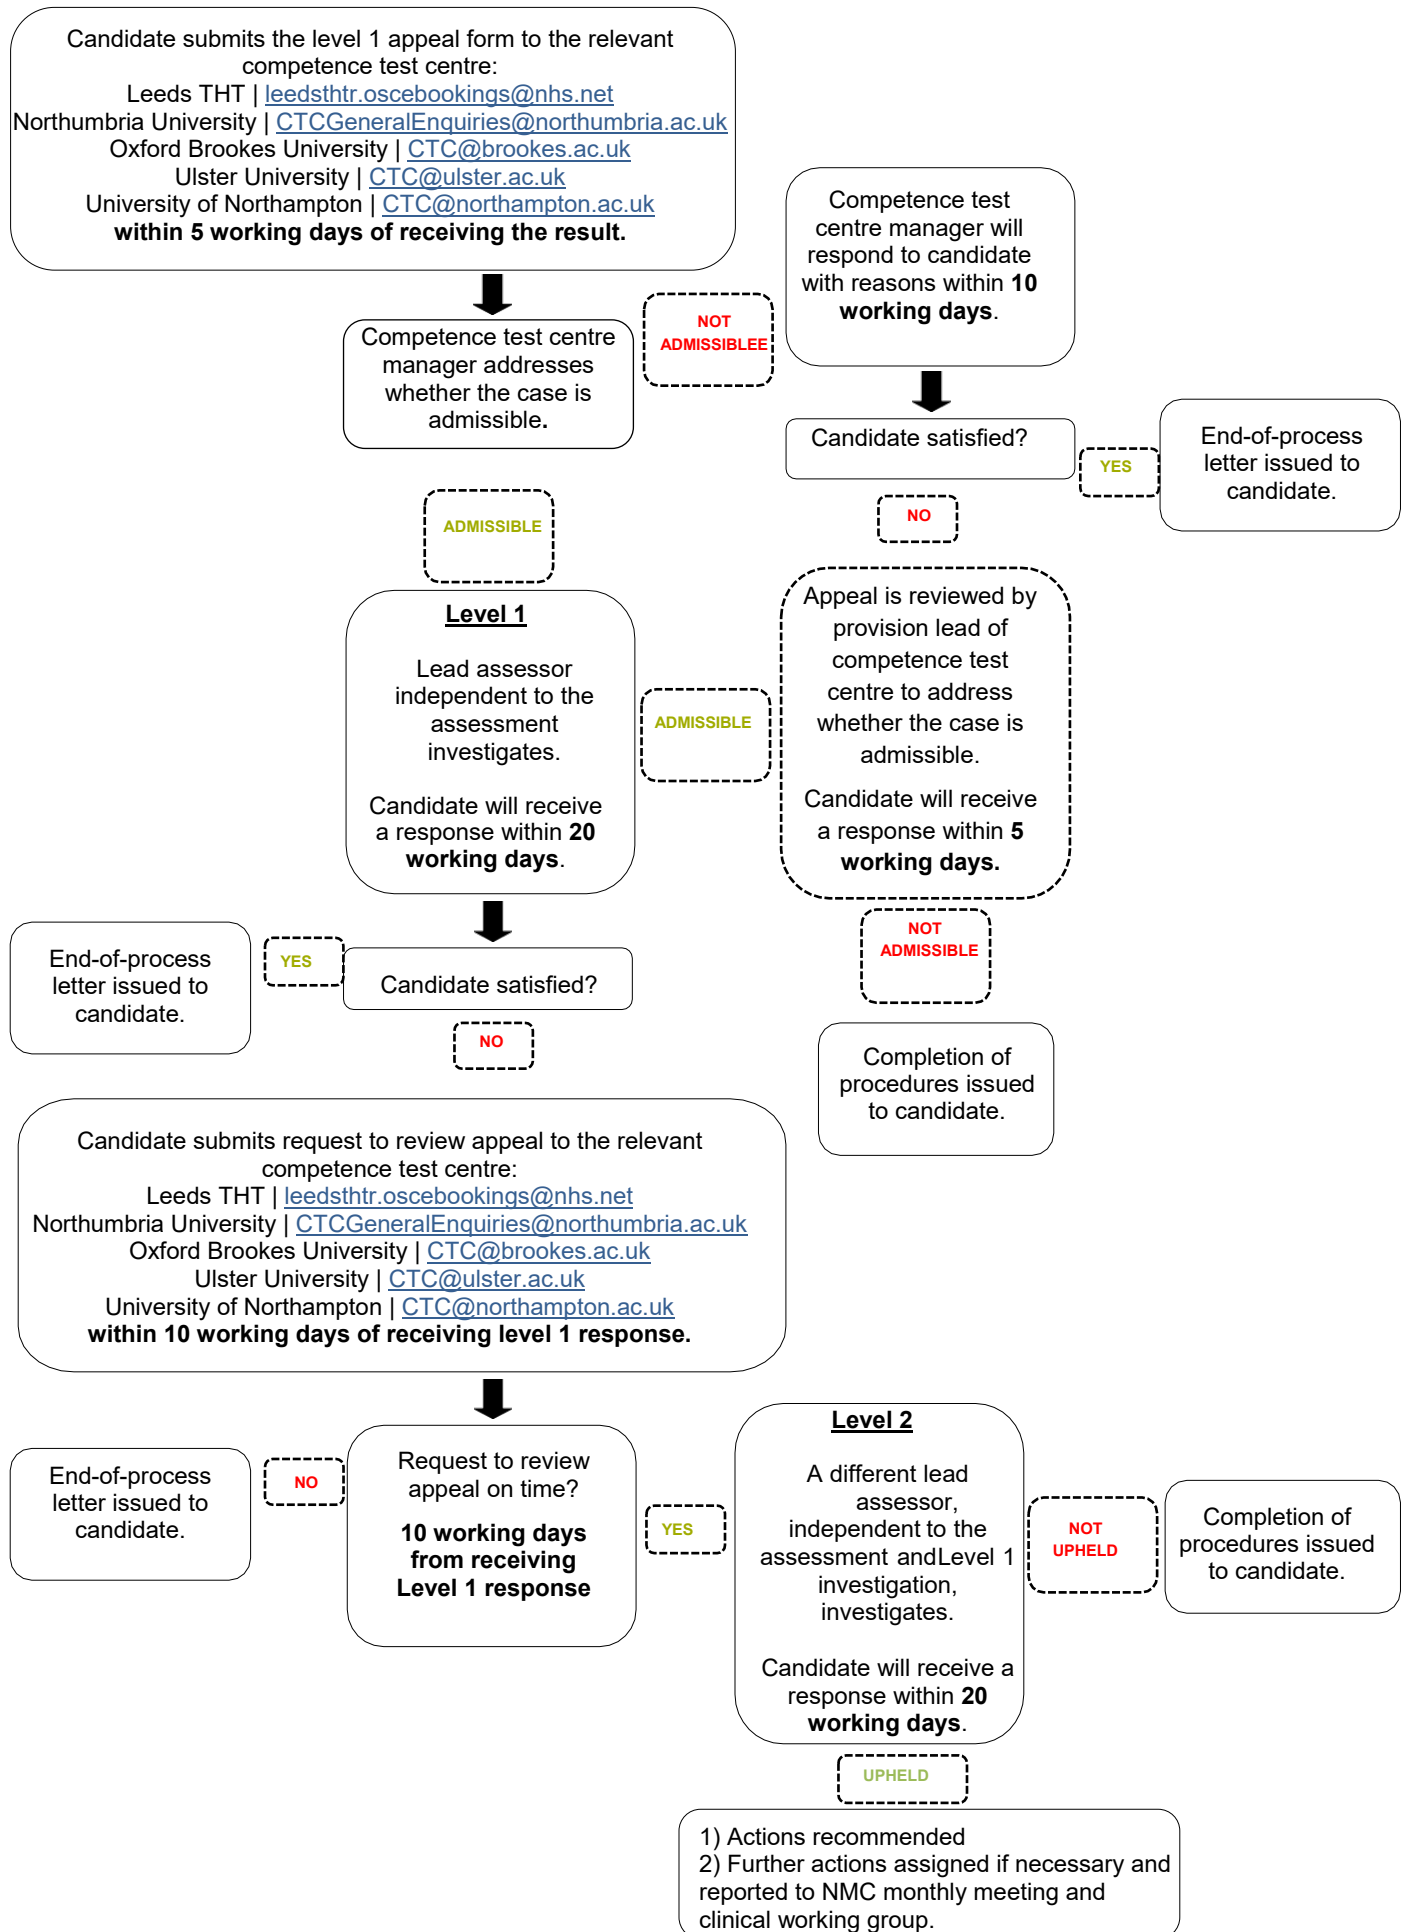 Candidate submits the level 1 appeal form to the relevant
competence test centre:
Leeds THT | leedsthtr.oscebookings@nhs.net
Northumbria University | CTCGeneralEnquiries@northumbria.ac.uk
Oxford Brookes University | CTC@brookes.ac.uk
Ulster University | CTC@ulster.ac.uk
University of Northampton | CTC@northampton.ac.uk
within 5 working days of receiving the result.
Competence test
centre manager will
respond to candidate
with reasons within 10
working days.
NOT
ADMISSIBLEE
Competence test centre
manager addresses
whether the case is
admissible.
Candidate satisfied?
YES
End-of-process
letter issued to
candidate.
ADMISSIBLE
NO
Level 1
Lead assessor
independent to the
assessment
investigates.
Candidate will receive
a response within 20
working days.
ADMISSIBLE
Appeal is reviewed by
provision lead of
competence test
centre to address
whether the case is
admissible.
Candidate will receive
a response within 5
working days.
End-of-process
letter issued to
candidate.
YES
Candidate satisfied?
NOT
ADMISSIBLE
NO
Completion of
procedures issued
to candidate.
Candidate submits request to review appeal to the relevant
competence test centre:
Leeds THT | leedsthtr.oscebookings@nhs.net
Northumbria University | CTCGeneralEnquiries@northumbria.ac.uk
Oxford Brookes University | CTC@brookes.ac.uk
Ulster University | CTC@ulster.ac.uk
University of Northampton | CTC@northampton.ac.uk
within 10 working days of receiving level 1 response.
End-of-process
letter issued to
candidate.
NO
Request to review
appeal on time?
10 working days
from receiving
Level 1 response
YES
Level 2
A different lead
assessor,
independent to the
assessment andLevel 1
investigation,
investigates.
Candidate will receive a
response within 20
working days.
NOT
UPHELD
Completion of
procedures issued
to candidate.
UPHELD
1) Actions recommended
2) Further actions assigned if necessary and
reported to NMC monthly meeting and
clinical working group.